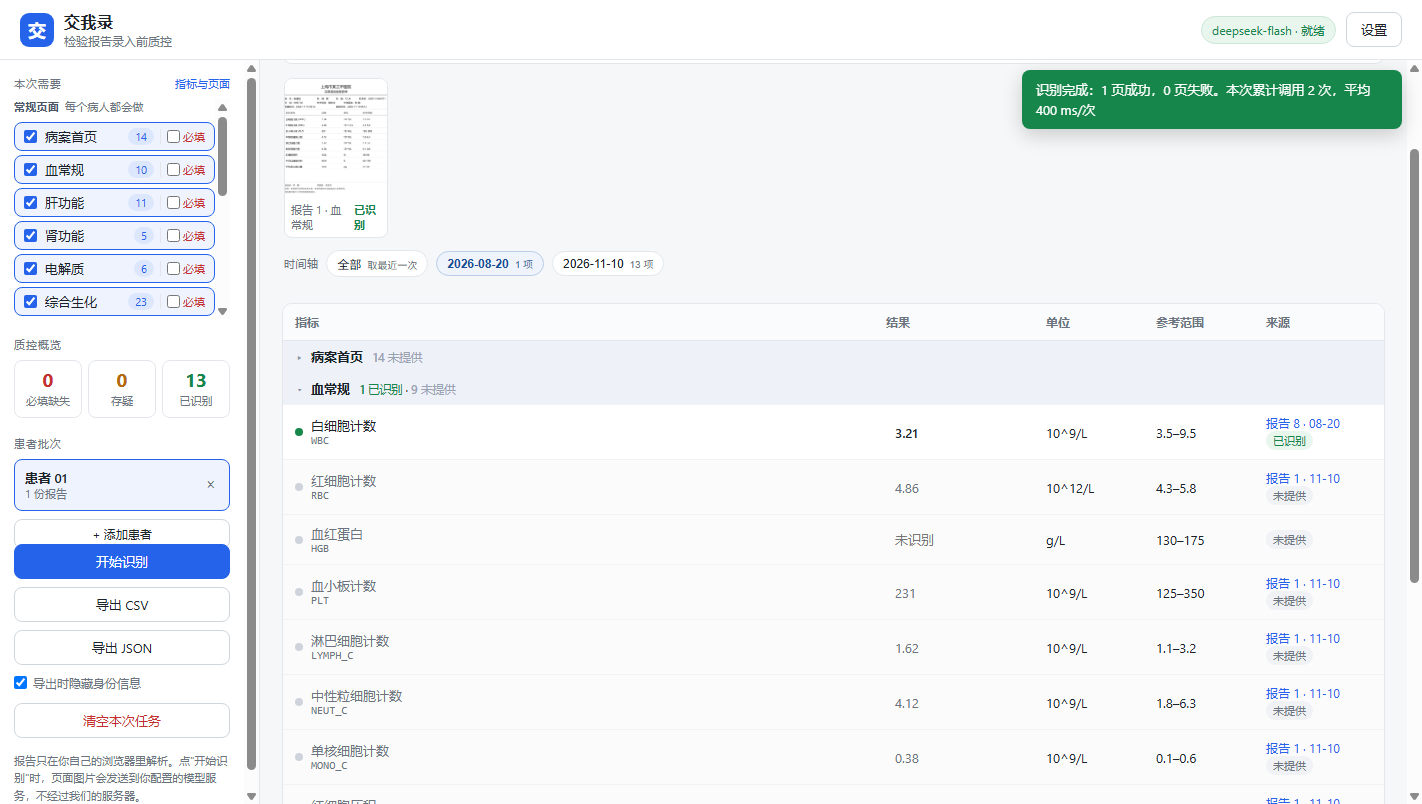 交
交我录
检验报告录入前质控
deepseek-flash · 就绪
设置
本次需要
指标与页面
常规页面 每个病人都会做
病案首页 14 必填
血常规 10 必填
肝功能 11 必填
肾功能 5 必填
电解质 6 必填
综合生化 23 必填
质控概览
0 0 13
必填缺失 存疑 已识别
患者批次
患者 01
1 份报告
×
+ 添加患者
开始识别
导出 CSV
导出 JSON
导出时隐藏身份信息
清空本次任务
报告只在你自己的浏览器里解析。点"开始识
别"时，页面图片会发送到你配置的模型服
务，不经过我们的服务器。
识别完成：1 页成功，0 页失败。本次累计调用 2 次，平均
400 ms/次
报告 1 · 血
常规
已识
别
时间轴 全部 取最近一次 2026-08-20 1 项 2026-11-10 13 项
指标 结果 单位 参考范围 来源
病案首页 14 未提供
血常规 1 已识别 · 9 未提供
白细胞计数
WBC
3.21 10^9/L 3.5–9.5
报告 8 · 08-20
已识别
红细胞计数
RBC
4.86 10^12/L 4.3–5.8
报告 1 · 11-10
未提供
血红蛋白
HGB
未识别 g/L 130–175
未提供
血小板计数
PLT
231 10^9/L 125–350
报告 1 · 11-10
未提供
淋巴细胞计数
LYMPH_C
1.62 10^9/L 1.1–3.2
报告 1 · 11-10
未提供
中性粒细胞计数
NEUT_C
4.12 10^9/L 1.8–6.3
报告 1 · 11-10
未提供
单核细胞计数
MONO_C
0.38 10^9/L 0.1–0.6
报告 1 · 11-10
未提供